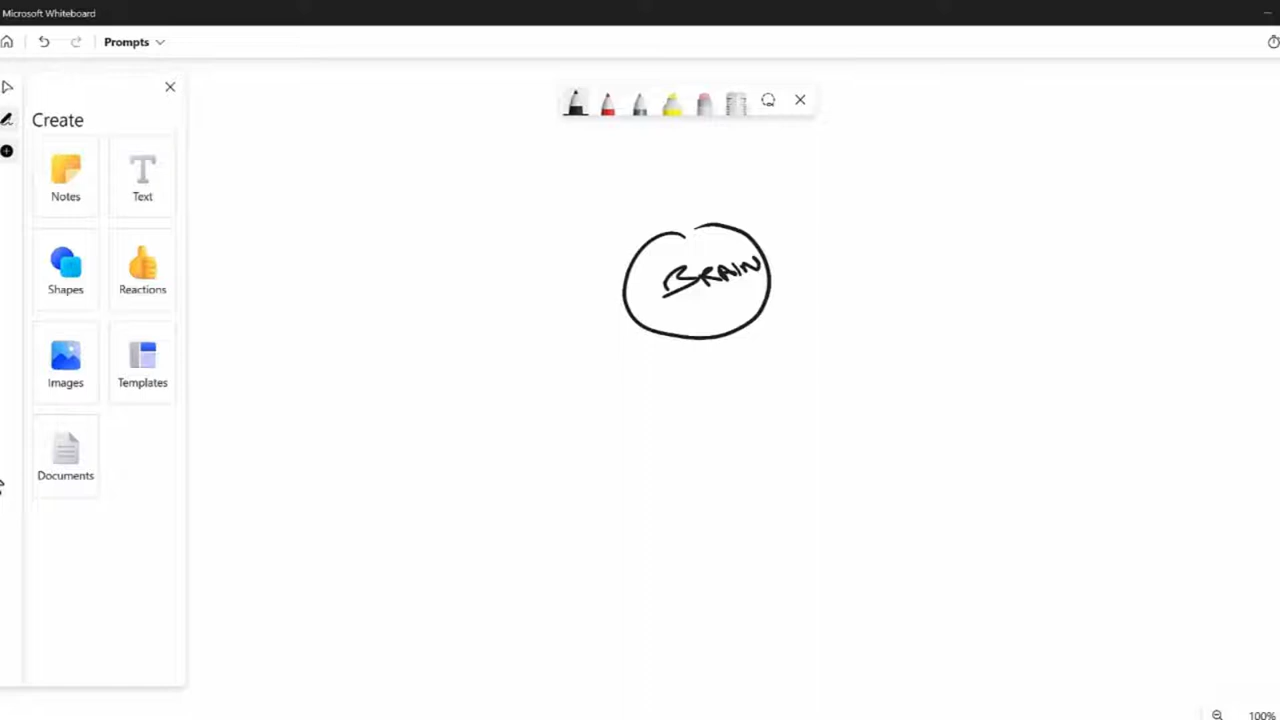 Microsoft Whiteboard
Prompts
Create
Notes
Text
Shapes
Reactions
Images
Templates
Documents
BRAIN
100%